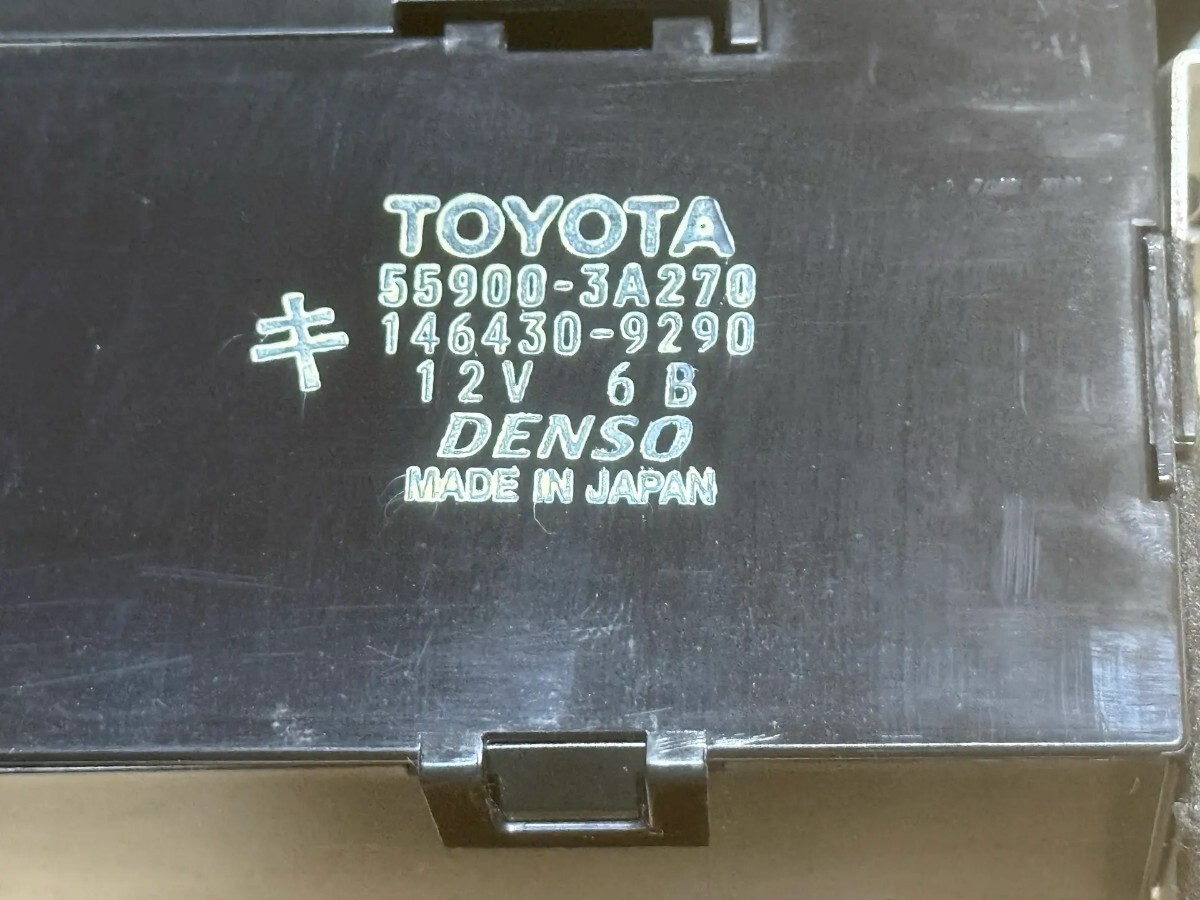 TOYOTA
55900-3A270
キ
146430-9290
12V 6B
DENSO
MADE IN JAPAN